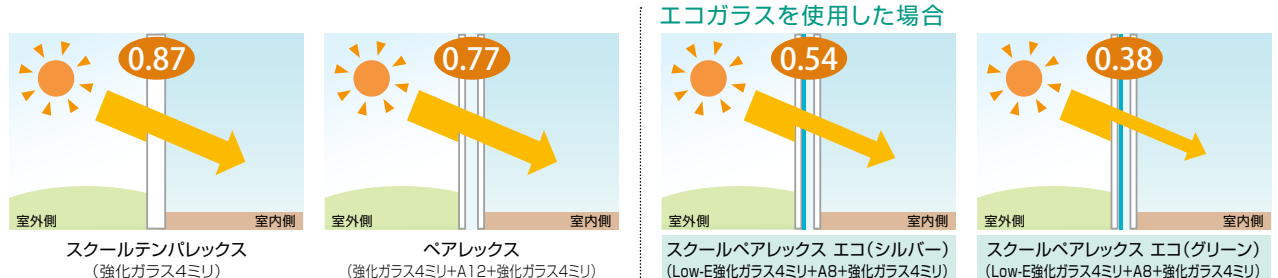 エコガラスを使用した場合
0.87
室外側
室内側
スクールテンパレックス
(強化ガラス4ミリ)
0.77
室外側
室内側
ペアレックス
(強化ガラス4ミリ+A12+強化ガラス4ミリ)
0.54
室外側
室内側
スクールペアレックス エコ(シルバー)
(Low-E強化ガラス4ミリ+A8+強化ガラス4ミリ)
0.38
室外側
室内側
スクールペアレックス エコ(グリーン)
(Low-E強化ガラス4ミリ+A8+強化ガラス4ミリ)